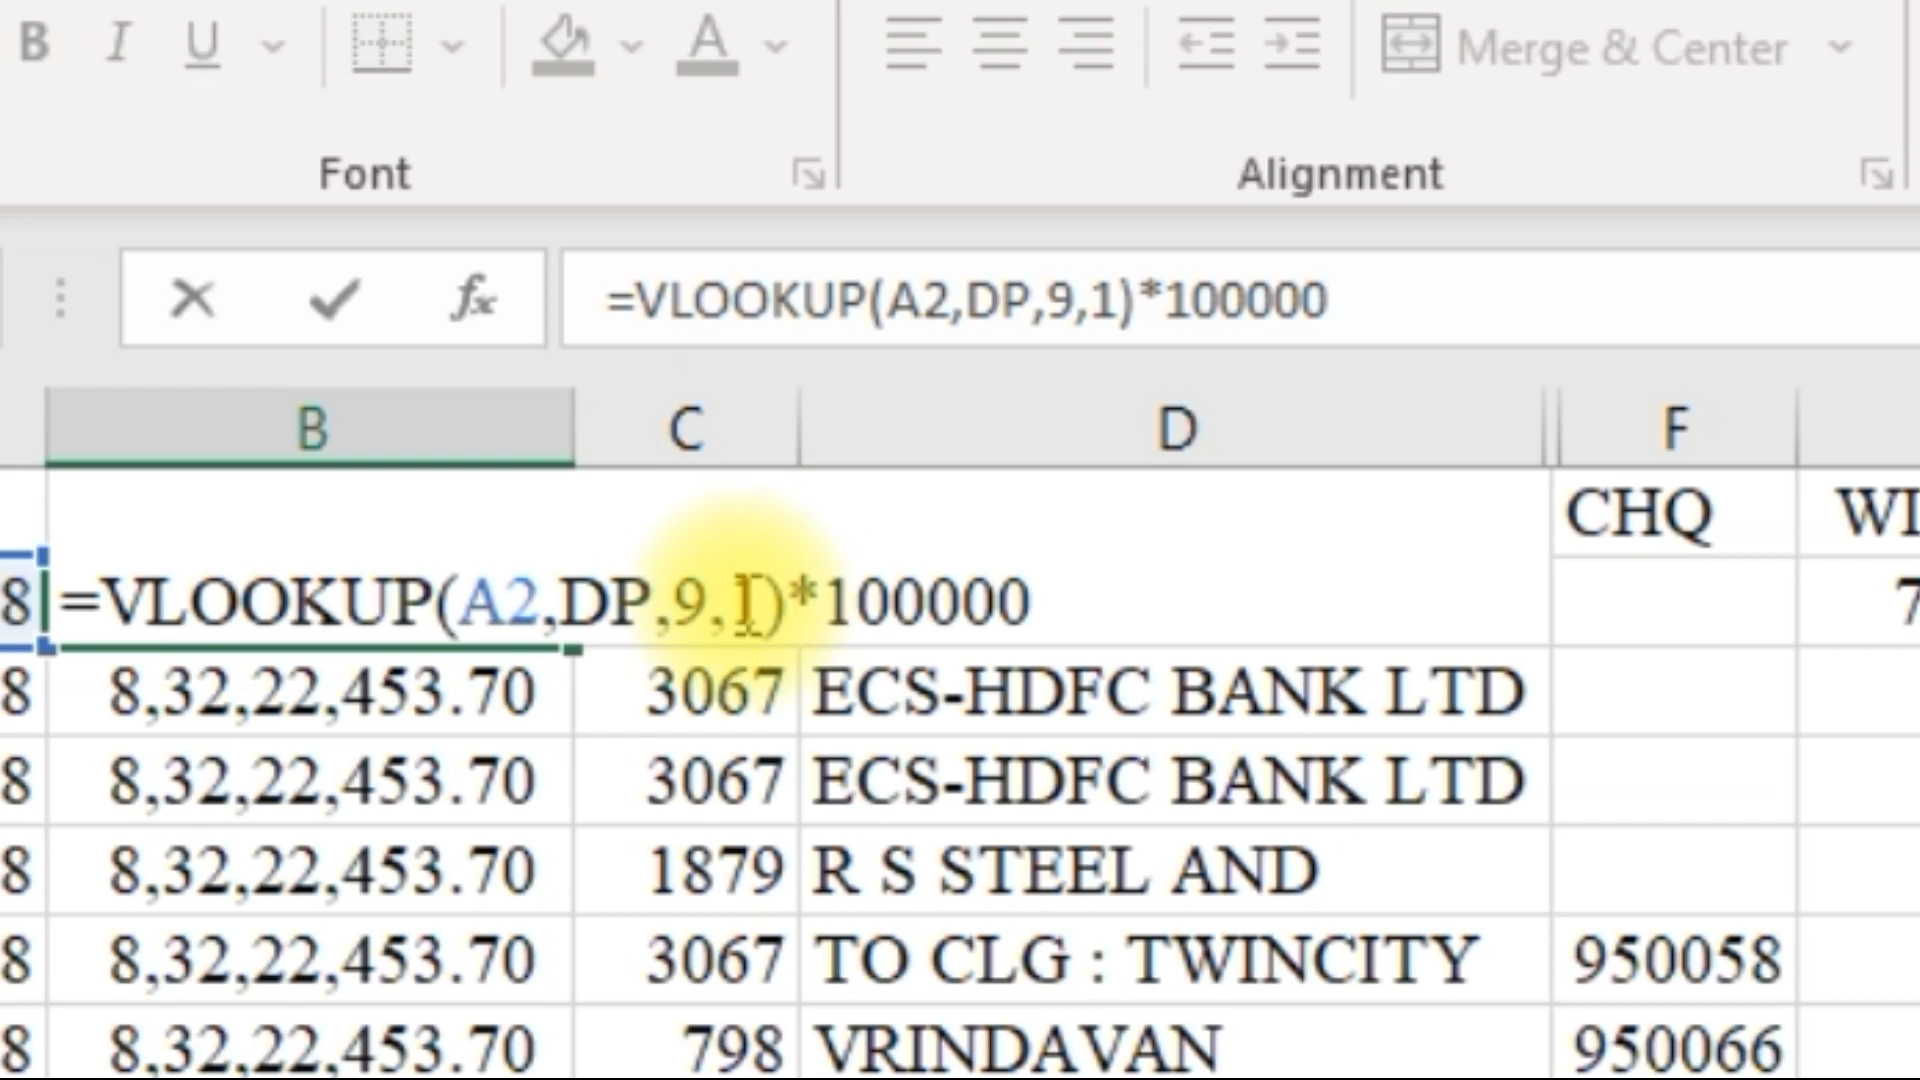 B I U A Merge & Center
Font Alignment
fx =VLOOKUP(A2,DP,9,1)*100000
B C D F
CHQ
8 =VLOOKUP(A2,DP,9,1)*100000 7
8 8,32,22,453.70 3067 ECS-HDFC BANK LTD
8 8,32,22,453.70 3067 ECS-HDFC BANK LTD
8 8,32,22,453.70 1879 R S STEEL AND
8 8,32,22,453.70 3067 TO CLG : TWINCITY 950058
8 8,32,22,453.70 798 VRINDAVAN 950066